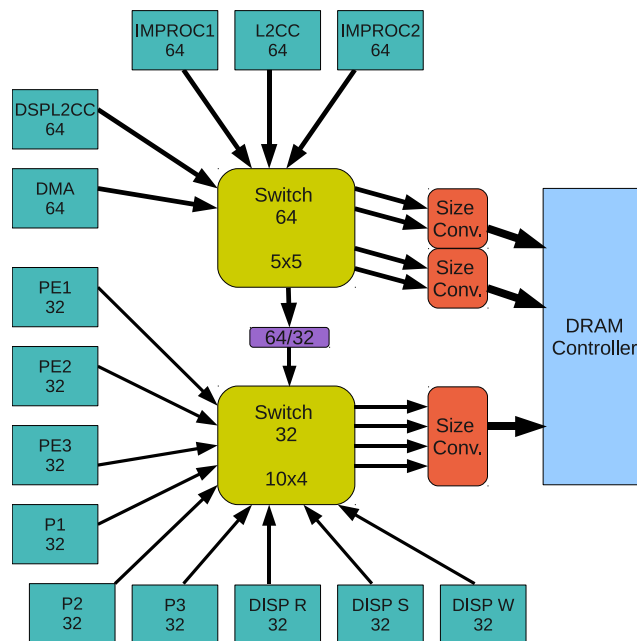 IMPROC1
64
L2CC
64
IMPROC2
64
DSPL2CC
64
DMA
64
Switch
64
5x5
Size
Conv.
Size
Conv.
DRAM
Controller
64/32
PE1
32
PE2
32
PE3
32
P1
32
Switch
32
10x4
Size
Conv.
P2
32
P3
32
DISP R
32
DISP S
32
DISP W
32